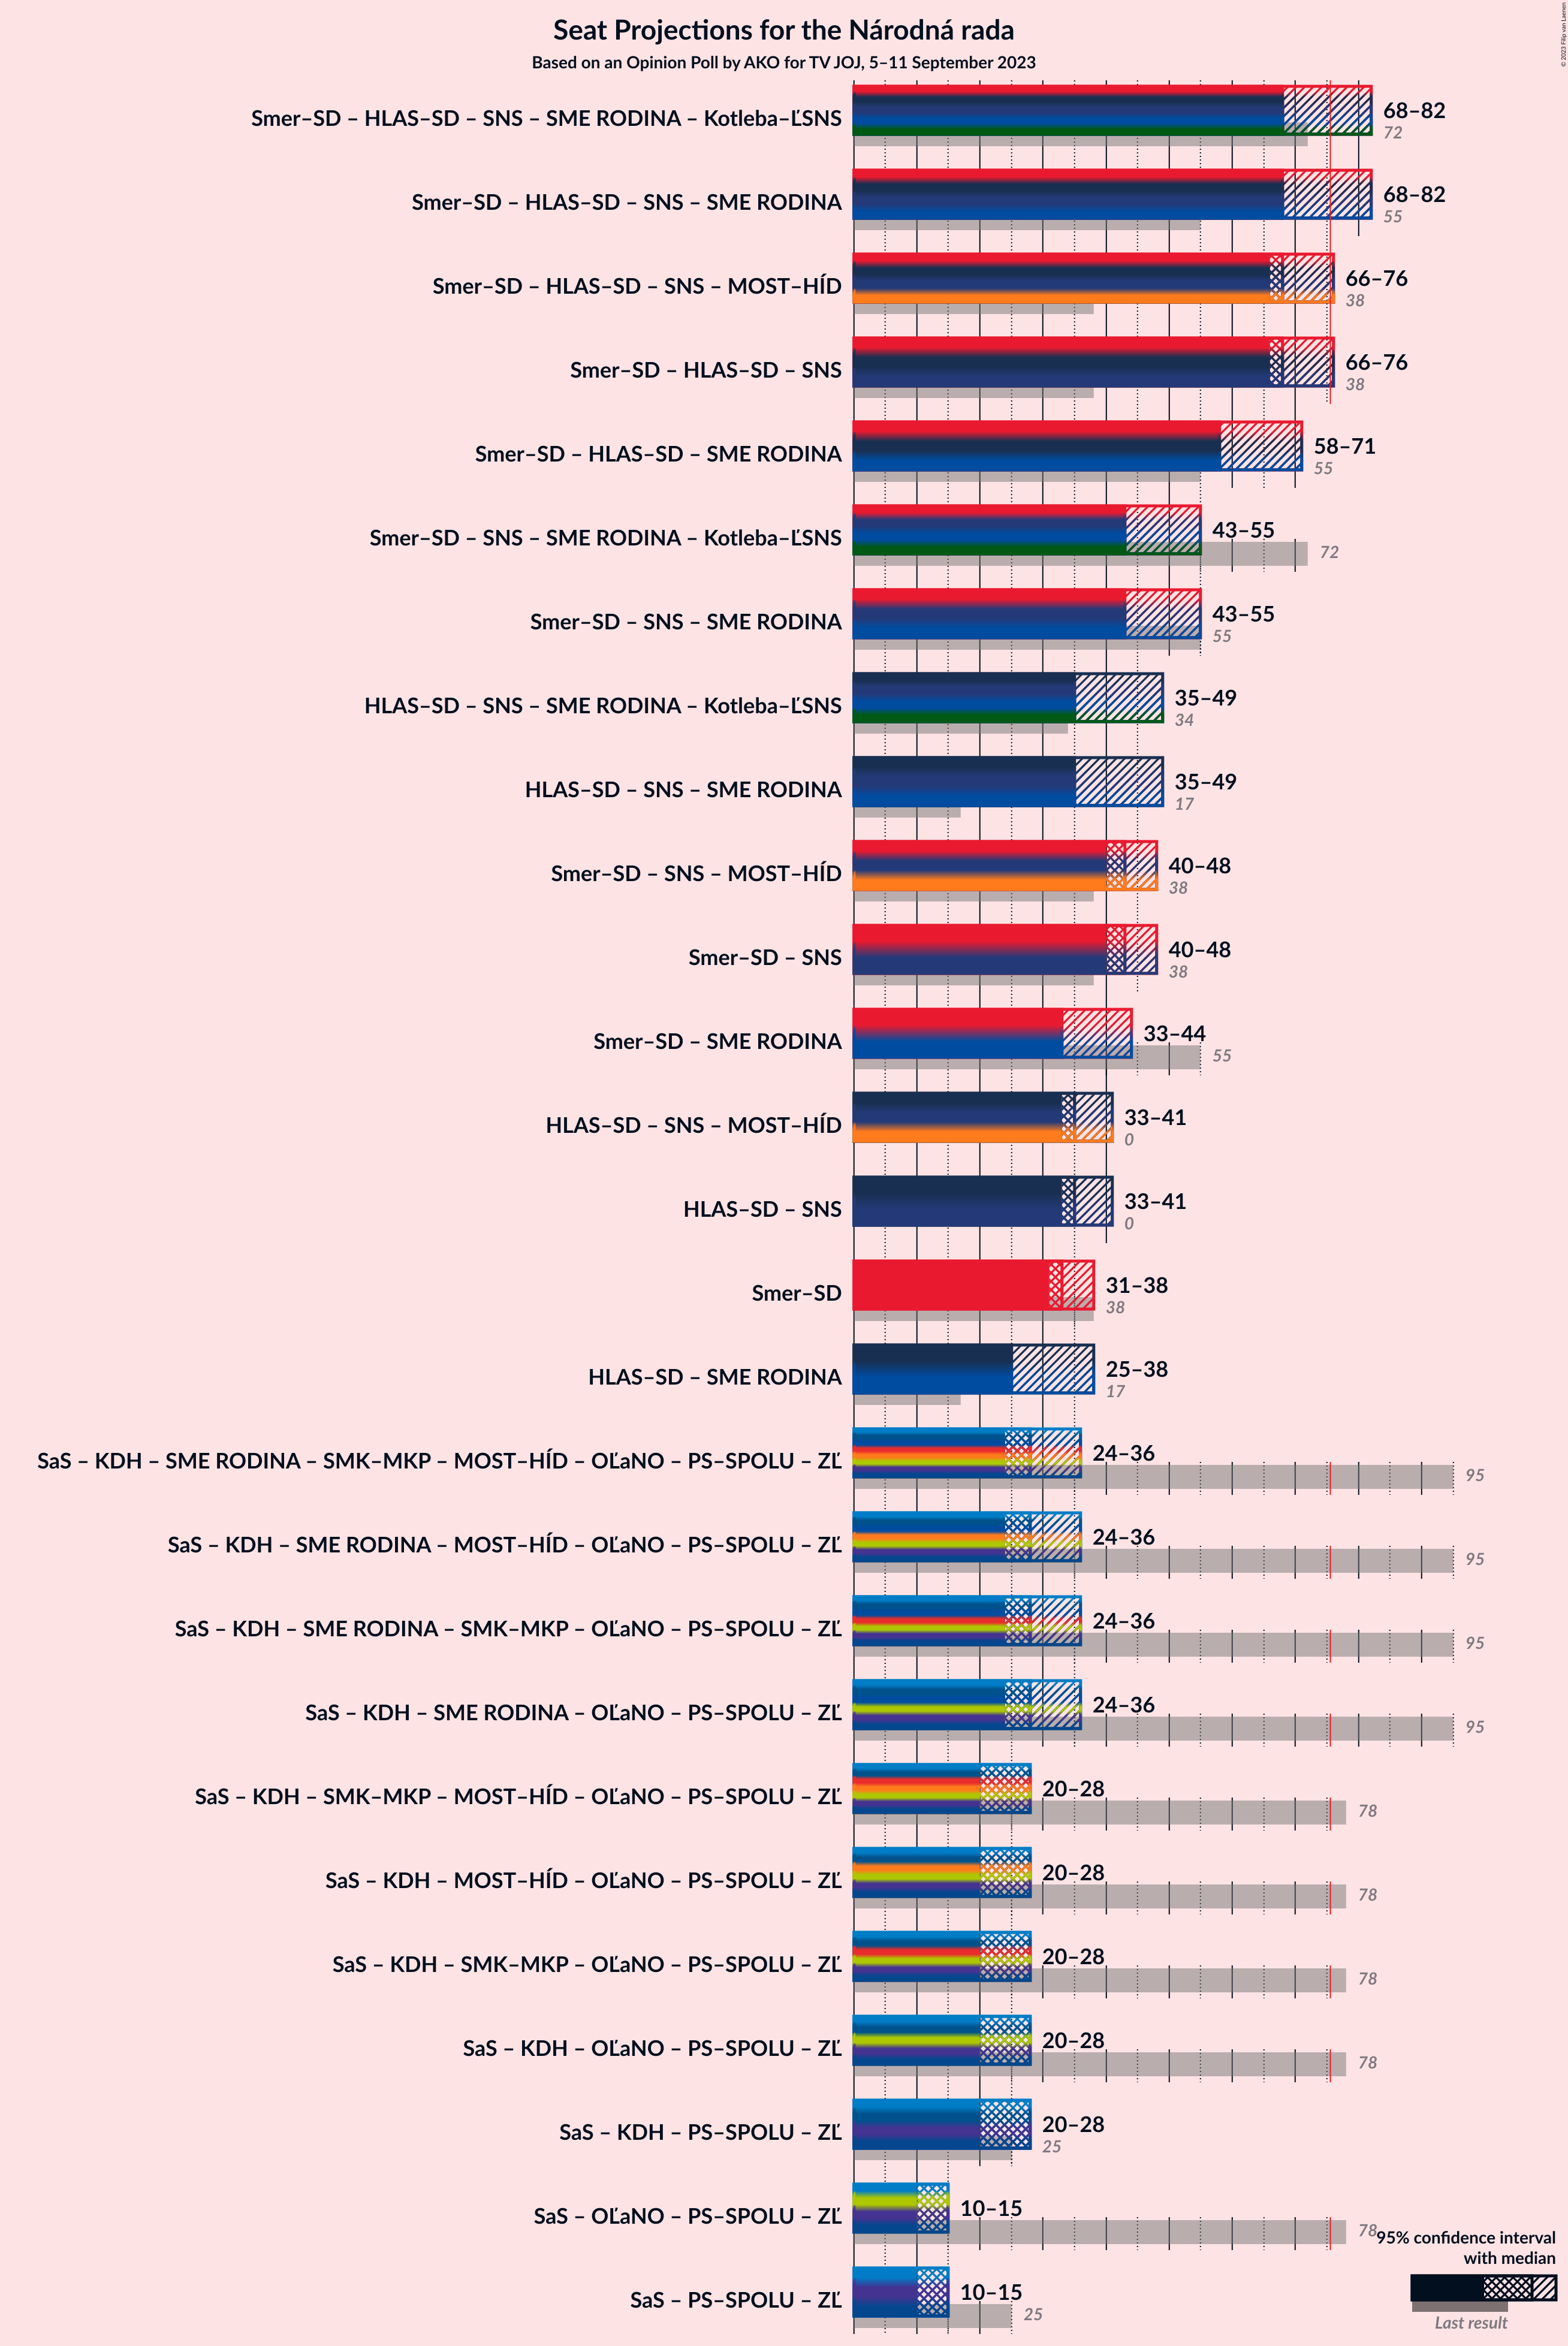 Seat Projections for the Národná rada
Based on an Opinion Poll by AKO for TV JOJ, 5–11 September 2023
© 2023 Filip van Laenen
Smer–SD – HLAS–SD – SNS – SME RODINA – Kotleba–ĽSNS
68–82
72
Smer–SD – HLAS–SD – SNS – SME RODINA
68–82
55
Smer–SD – HLAS–SD – SNS – MOST–HÍD
66–76
38
Smer–SD – HLAS–SD – SNS
66–76
38
Smer–SD – HLAS–SD – SME RODINA
58–71
55
Smer–SD – SNS – SME RODINA – Kotleba–ĽSNS
43–55
72
Smer–SD – SNS – SME RODINA
43–55
55
HLAS–SD – SNS – SME RODINA – Kotleba–ĽSNS
35–49
34
HLAS–SD – SNS – SME RODINA
35–49
17
Smer–SD – SNS – MOST–HÍD
40–48
38
Smer–SD – SNS
40–48
38
Smer–SD – SME RODINA
33–44
55
HLAS–SD – SNS – MOST–HÍD
33–41
0
HLAS–SD – SNS
33–41
0
Smer–SD
31–38
38
HLAS–SD – SME RODINA
25–38
17
SaS – KDH – SME RODINA – SMK–MKP – MOST–HÍD – OĽaNO – PS–SPOLU – ZĽ
24–36
95
SaS – KDH – SME RODINA – MOST–HÍD – OĽaNO – PS–SPOLU – ZĽ
24–36
95
SaS – KDH – SME RODINA – SMK–MKP – OĽaNO – PS–SPOLU – ZĽ
24–36
95
SaS – KDH – SME RODINA – OĽaNO – PS–SPOLU – ZĽ
24–36
95
SaS – KDH – SMK–MKP – MOST–HÍD – OĽaNO – PS–SPOLU – ZĽ
20–28
78
SaS – KDH – MOST–HÍD – OĽaNO – PS–SPOLU – ZĽ
20–28
78
SaS – KDH – SMK–MKP – OĽaNO – PS–SPOLU – ZĽ
20–28
78
SaS – KDH – OĽaNO – PS–SPOLU – ZĽ
20–28
78
SaS – KDH – PS–SPOLU – ZĽ
20–28
25
SaS – OĽaNO – PS–SPOLU – ZĽ
10–15
78
SaS – PS–SPOLU – ZĽ
10–15
25
95% confidence interval
with median
Last result